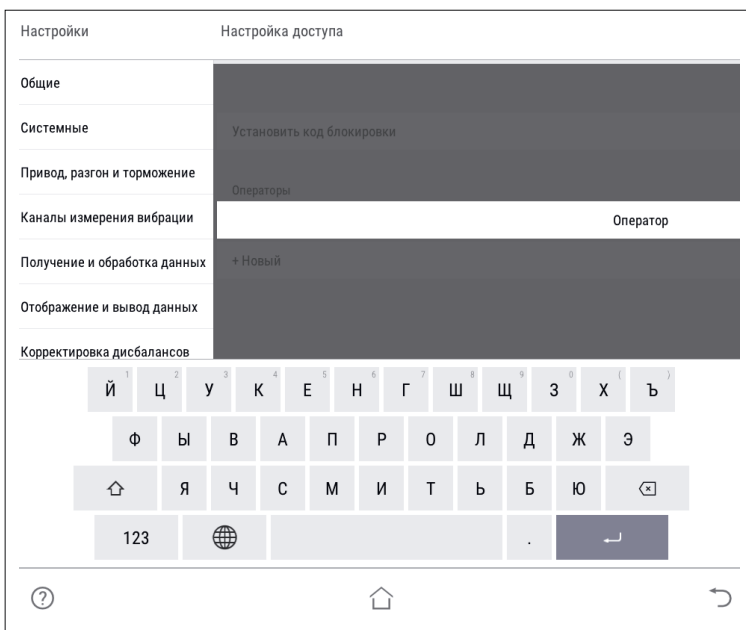 Настройки Настройка доступа
Общие
Системные
Установить код блокировки
Привод, разгон и торможение
Операторы
Каналы измерения вибрации
Оператор
Получение и обработка данных
+ Новый
Отображение и вывод данных
Корректировка дисбалансов
Й 1 Ц 2 У 3 К 4 Е 5 Н 6 Г 7 Ш 8 Щ 9 З 0 Х ( Ъ )
Ф Ы В А П Р О Л Д Ж Э
Я Ч С М И Т Ь Б Ю
123 .
?